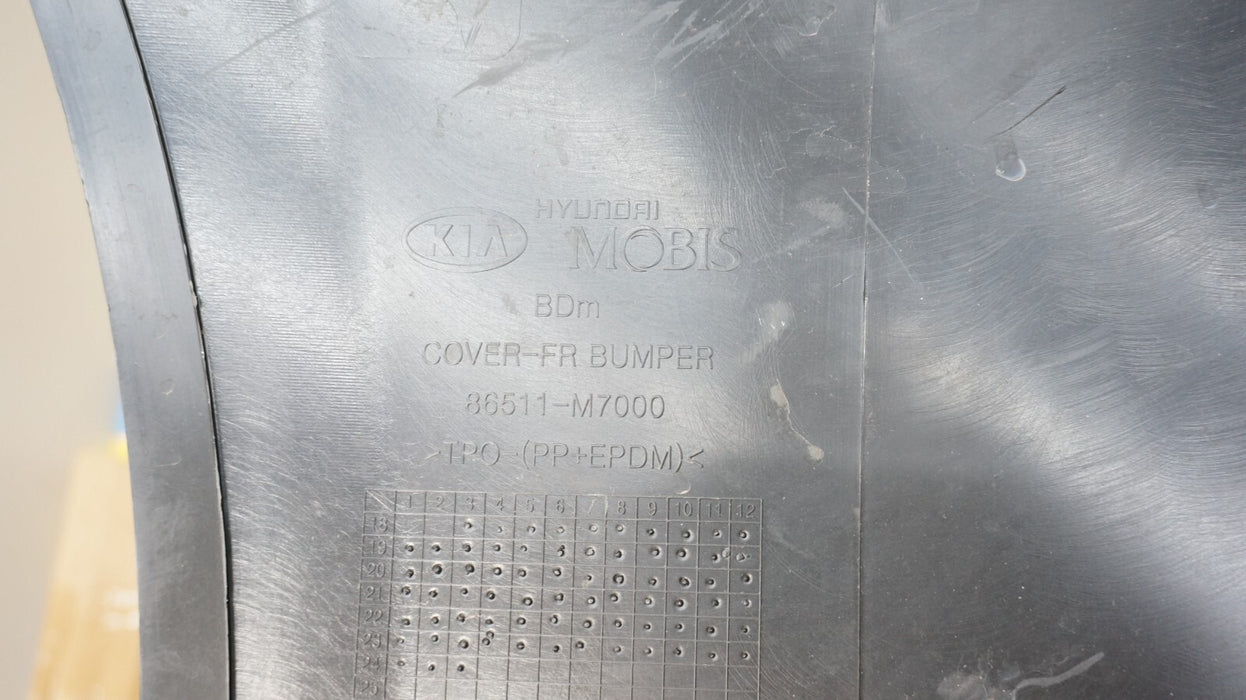 HYUNDAI
KIA MOBIS
BDm
COVER-FR BUMPER
86511-M7000
>TPO-(PP+EPDM)<
1 2 3 4 5 6 7 8 9 10 11 12
18
19
20
21
22
23
24
25